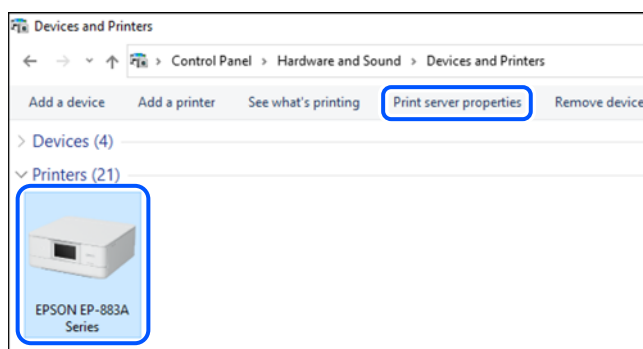 Devices and Printers
Control Panel > Hardware and Sound > Devices and Printers
Add a device Add a printer See what's printing Print server properties Remove device
Devices (4)
Printers (21)
EPSON EP-883A
Series